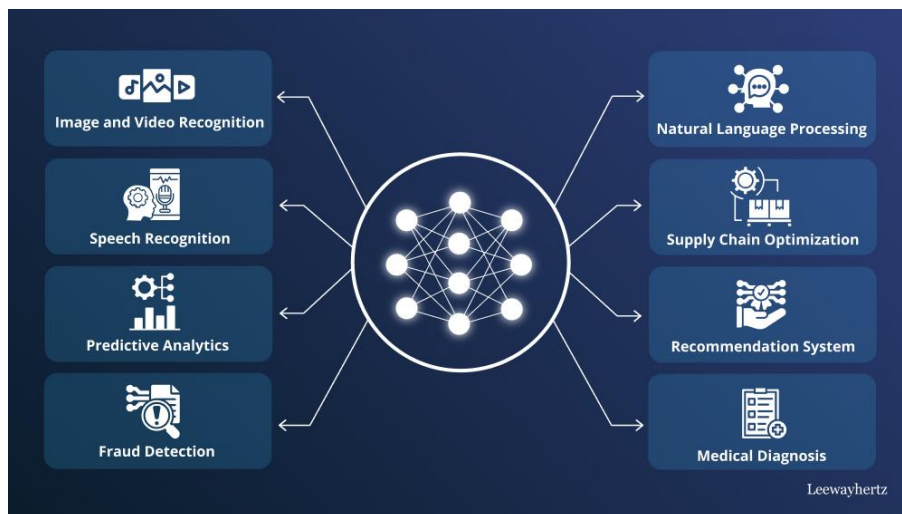 Image and Video Recognition
Speech Recognition
Predictive Analytics
Fraud Detection
Natural Language Processing
Supply Chain Optimization
Recommendation System
Medical Diagnosis
Leewayhertz